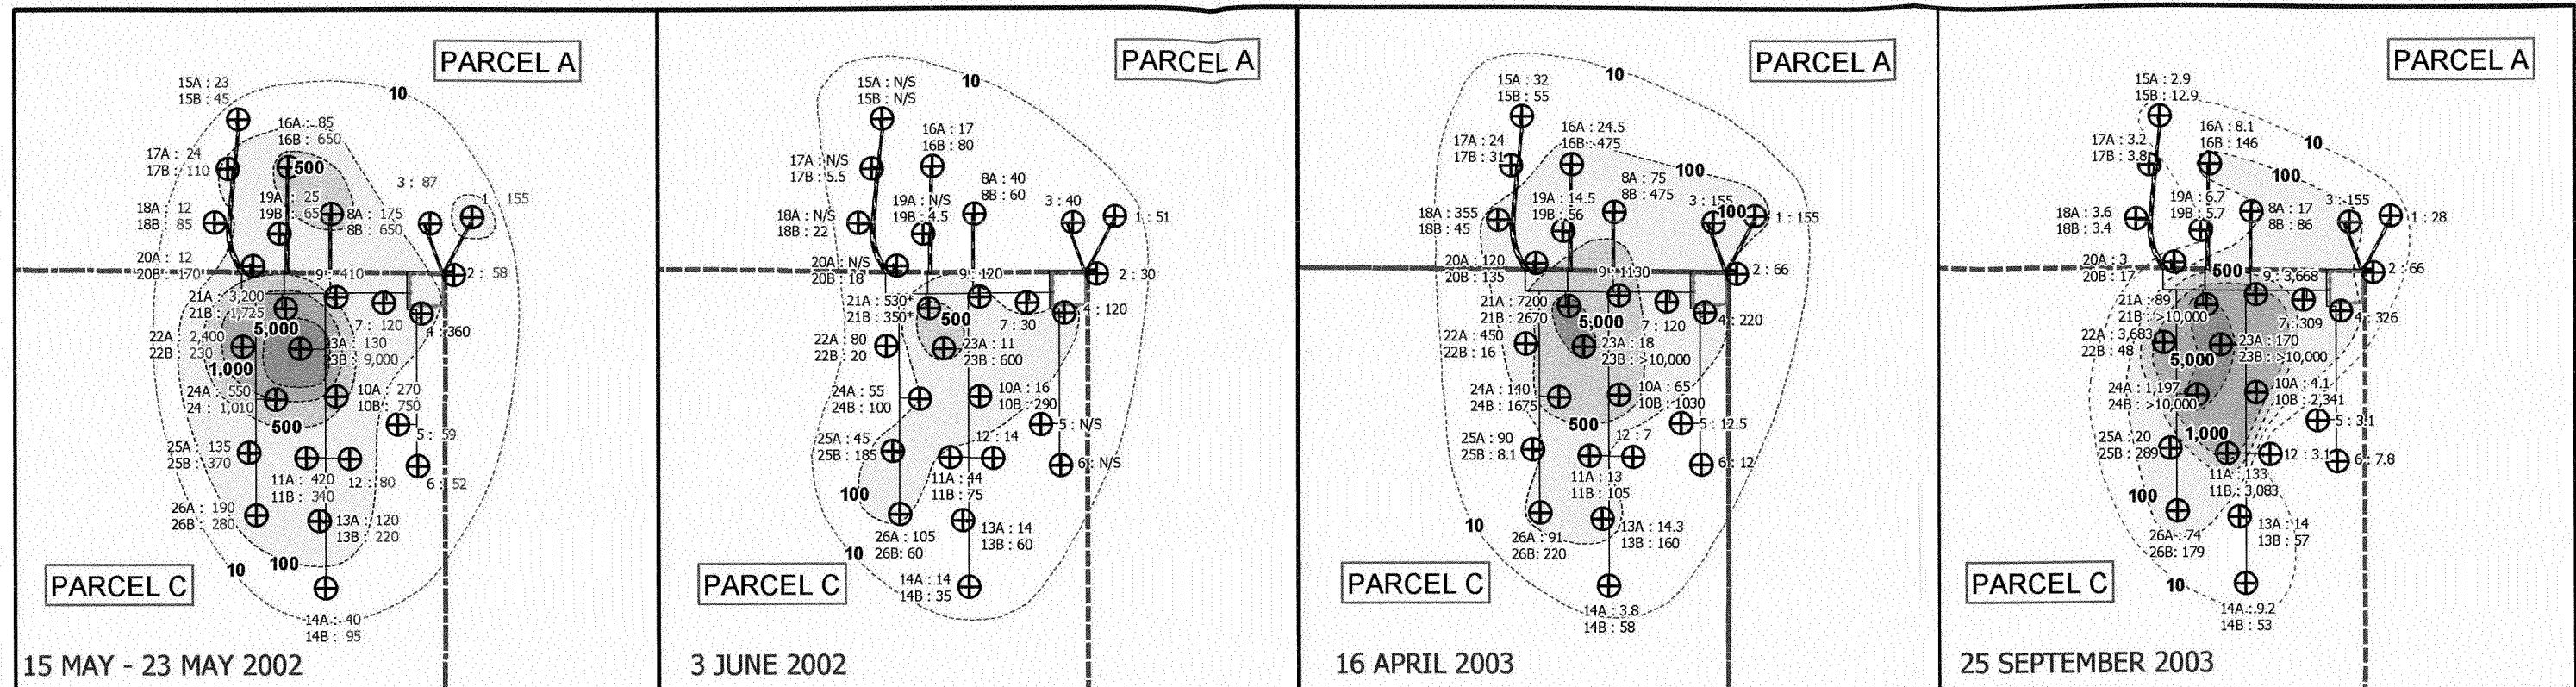 PARCEL A
10
15A : 23
15B : 45
16A : 85
16B : 650
17A : 24
17B : 110
500
3 : 87
1 : 155
19A : 25
19B : 65
18A : 12
18B : 85
8A : 175
8B : 650
20A : 12
20B : 170
9 : 410
2 : 58
21A : 3,200
21B : 1,725
5,000
7 : 120
4 : 360
22A : 2,400
22B : 230
23A : 130
23B : 9,000
1,000
24A : 550
24 : 1,010
10A : 270
10B : 750
500
5 : 59
25A : 135
25B : 370
11A : 420
11B : 340
12 : 80
6 : 52
26A : 190
26B : 280
13A : 120
13B : 220
100
10
PARCEL C
14A : 40
14B : 95
15 MAY - 23 MAY 2002
PARCEL A
10
15A : N/S
15B : N/S
16A : 17
16B : 80
17A : N/S
17B : 5.5
8A : 40
8B : 60
19A : N/S
19B : 4.5
3 : 40
1 : 51
18A : N/S
18B : 22
20A : N/S
20B : 18
9 : 120
2 : 30
21A : 530*
21B : 350*
500
7 : 30
4 : 120
22A : 80
22B : 20
23A : 11
23B : 600
24A : 55
24B : 100
10A : 16
10B : 290
5 : N/S
25A : 45
25B : 185
12 : 14
11A : 44
11B : 75
6 : N/S
100
26A : 105
26B: 60
13A : 14
13B : 60
10
PARCEL C
14A : 14
14B : 35
3 JUNE 2002
PARCEL A
10
15A : 32
15B : 55
16A : 24.5
16B : 475
17A : 24
17B : 31
100
8A : 75
8B : 475
19A : 14.5
19B : 56
3 : 155
100
1 : 155
18A : 355
18B : 45
20A : 120
20B : 135
9 : 1130
2 : 66
21A : 7200
21B : 2670
5,000
7 : 120
4 : 220
22A : 450
22B : 16
23A : 18
23B : >10,000
24A : 140
24B : 1675
10A : 65
10B : 1030
500
5 : 12.5
25A : 90
25B : 8.1
12 : 7
11A : 13
11B : 105
6 : 12
10
26A : 91
26B: 220
13A : 14.3
13B : 160
PARCEL C
14A : 3.8
14B : 58
16 APRIL 2003
PARCEL A
10
15A : 2.9
15B : 12.9
16A : 8.1
16B : 146
17A : 3.2
17B : 3.8
100
19A : 6.7
19B : 5.7
3 : 155
8A : 17
8B : 86
1 : 28
18A : 3.6
18B : 3.4
20A : 3
20B : 17
500
9 : 3,668
2 : 66
21A : 89
21B : >10,000
7 : 309
4 : 326
22A : 3,683
22B : 48
5,000
23A : 170
23B : >10,000
24A : 1,197
24B : >10,000
10A : 4.1
10B : 2,341
5 : 3.1
1,000
25A : 20
25B : 289
12 : 3.1
6 : 7.8
11A : 133
11B : 3,083
100
26A : 74
26B: 179
13A : 14
13B : 57
10
PARCEL C
14A : 9.2
14B : 53
25 SEPTEMBER 2003